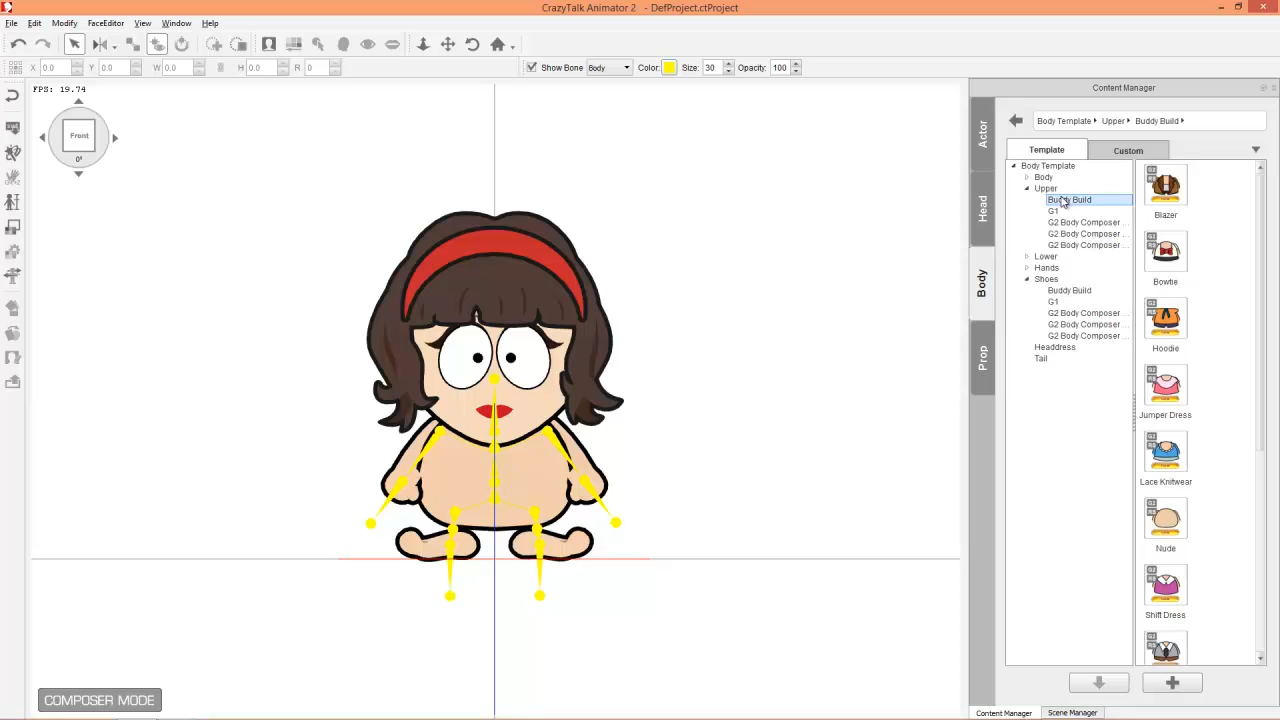 CrazyTalk Animator 2 - DefProject.ctProject
File Edit Modify FaceEditor View Window Help
X 0.0 Y 0.0 W 0.0 H 0.0 R 0 Show Bone Body Color: Size: 30 Opacity: 100
FPS: 19.74
Front
0°
COMPOSER MODE
Content Manager
Body Template Upper Buddy Build
Actor
Head
Body
Prop
Template Custom
Body Template
Body
Upper
Buddy Build
G1
G2 Body Composer ...
G2 Body Composer ...
G2 Body Composer ...
Lower
Hands
Shoes
Buddy Build
G1
G2 Body Composer ...
G2 Body Composer ...
G2 Body Composer ...
Headdress
Tail
Blazer
Bowtie
Hoodie
Jumper Dress
Lace Knitwear
Nude
Shift Dress
Content Manager Scene Manager